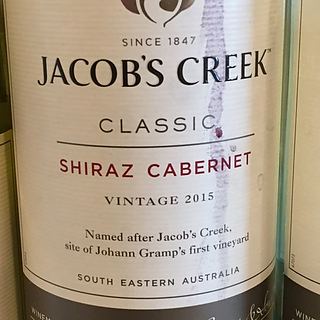 SINCE 1847
JACOB'S CREEK™
CLASSIC
SHIRAZ CABERNET
VINTAGE 2015
Named after Jacob's Creek,
site of Johann Gramp's first vineyard
SOUTH EASTERN AUSTRALIA